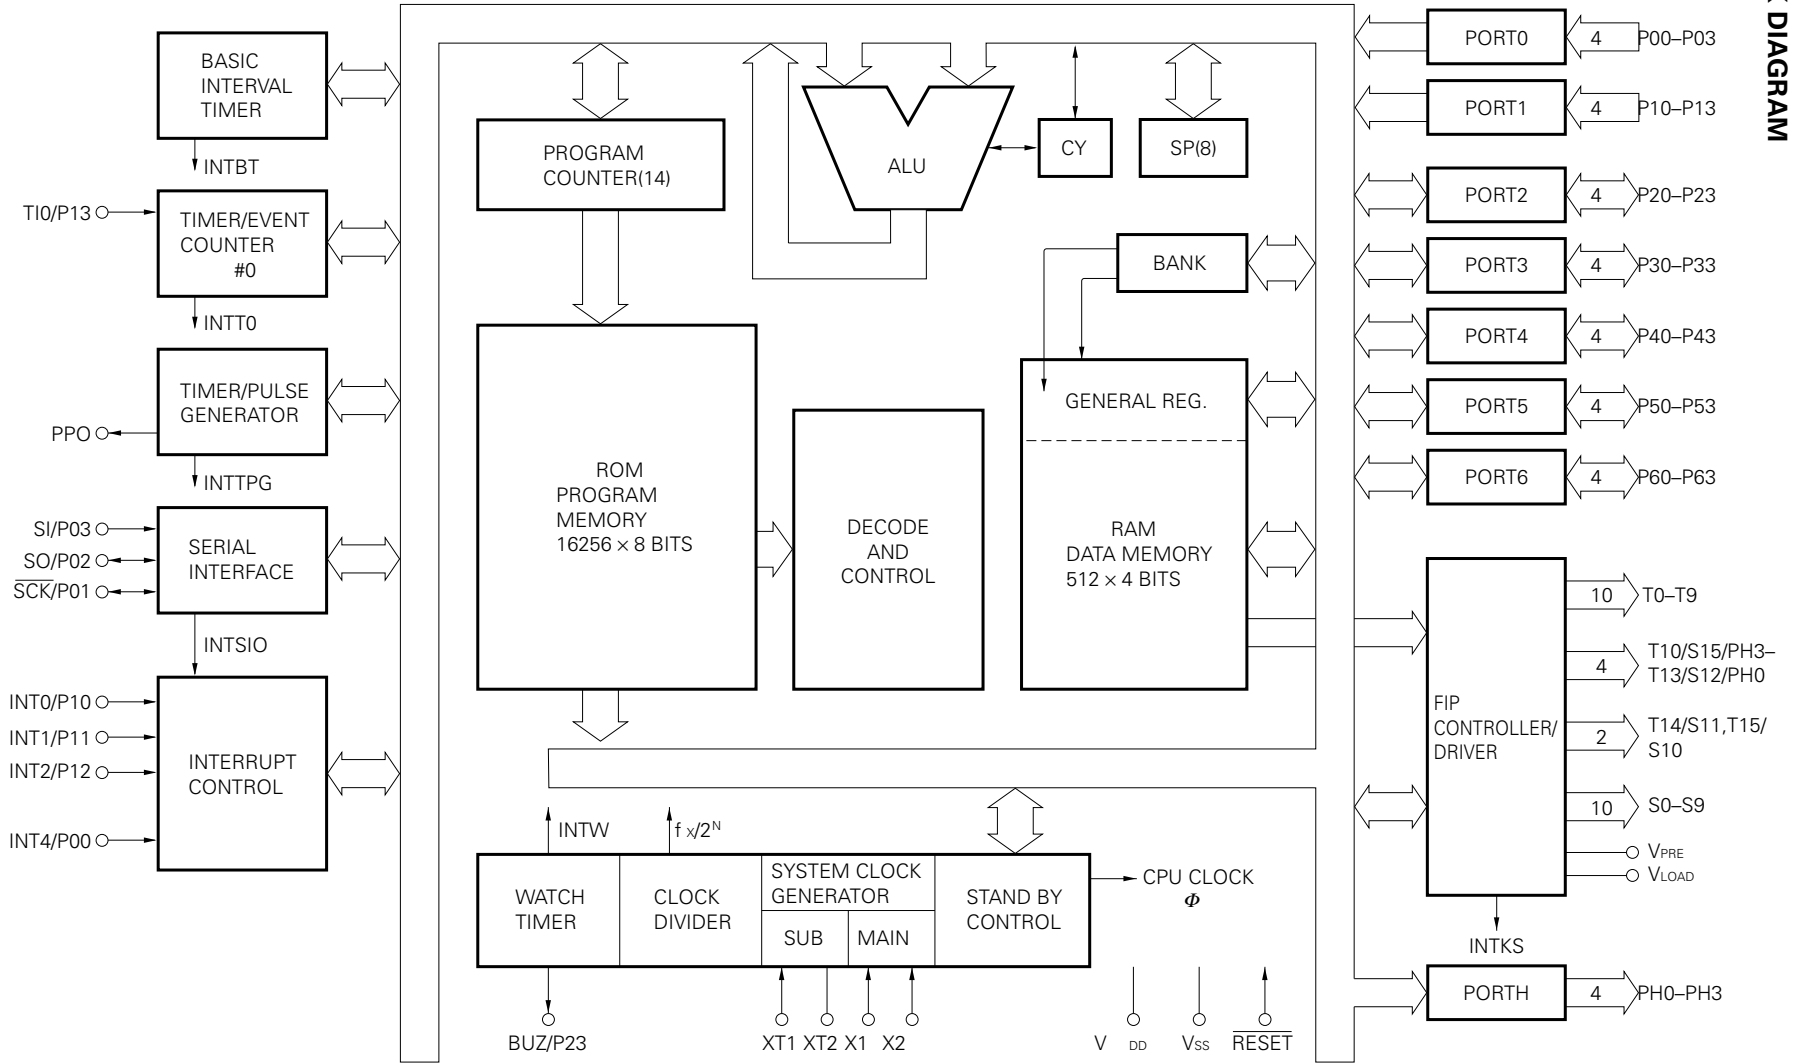 K DIAGRAM
BASIC
INTERVAL
TIMER
INTBT
TI0/P13
TIMER/EVENT
COUNTER
#0
INTT0
TIMER/PULSE
GENERATOR
PPO
INTTPG
SI/P03
SO/P02
SCK/P01
SERIAL
INTERFACE
INTSIO
INT0/P10
INT1/P11
INT2/P12
INT4/P00
INTERRUPT
CONTROL
PROGRAM
COUNTER(14)
ALU
CY
SP(8)
BANK
ROM
PROGRAM
MEMORY
16256 × 8 BITS
DECODE
AND
CONTROL
GENERAL REG.
RAM
DATA MEMORY
512 × 4 BITS
INTW
f X/2N
WATCH
TIMER
CLOCK
DIVIDER
SYSTEM CLOCK
GENERATOR
SUB
MAIN
STAND BY
CONTROL
CPU CLOCK
Φ
BUZ/P23
XT1 XT2 X1 X2
V DD
VSS
RESET
PORT0
4
P00–P03
PORT1
4
P10–P13
PORT2
4
P20–P23
PORT3
4
P30–P33
PORT4
4
P40–P43
PORT5
4
P50–P53
PORT6
4
P60–P63
FIP
CONTROLLER/
DRIVER
10
T0–T9
4
T10/S15/PH3–
T13/S12/PH0
2
T14/S11,T15/
S10
10
S0–S9
VPRE
VLOAD
INTKS
PORTH
4
PH0–PH3